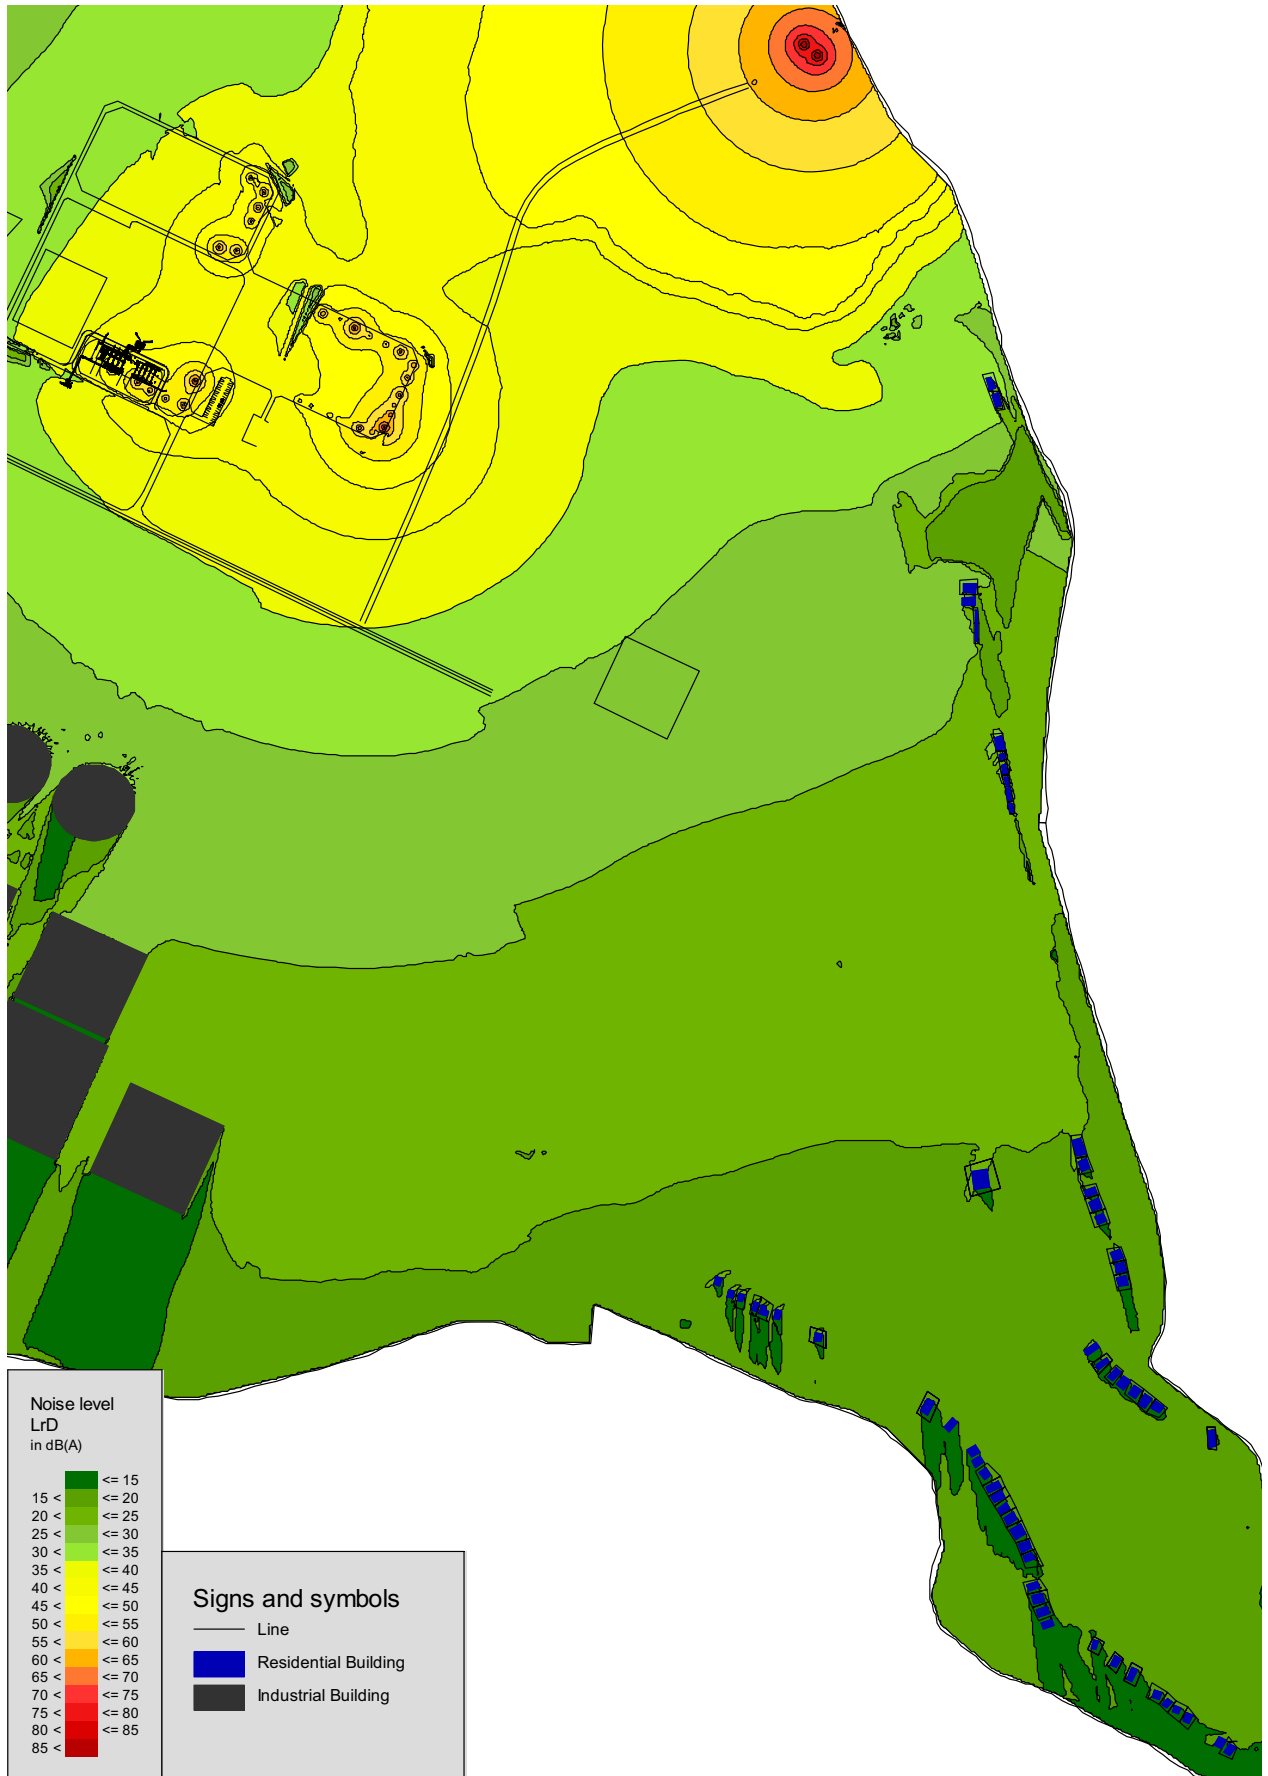 Noise level
LrD
in dB(A)
<= 15
15 < <= 20
20 < <= 25
25 < <= 30
30 < <= 35
35 < <= 40
40 < <= 45
45 < <= 50
50 < <= 55
55 < <= 60
60 < <= 65
65 < <= 70
70 < <= 75
75 < <= 80
80 < <= 85
85 <
Signs and symbols
Line
Residential Building
Industrial Building